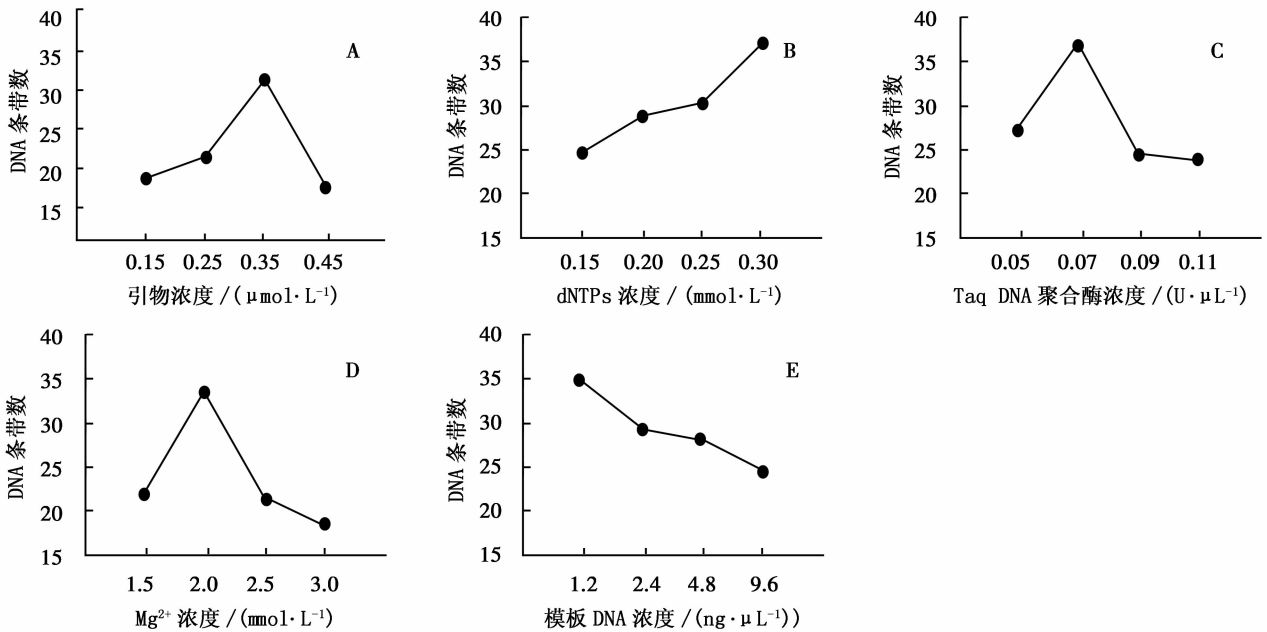 A
DNA 条带数
40
35
30
25
20
15
0.15 0.25 0.35 0.45
引物浓度 /(μmol·L⁻¹)
B
DNA 条带数
40
35
30
25
20
15
0.15 0.20 0.25 0.30
dNTPs 浓度 /(mmol·L⁻¹)
C
DNA 条带数
40
35
30
25
20
15
0.05 0.07 0.09 0.11
Taq DNA 聚合酶浓度 /(U·μL⁻¹)
D
DNA 条带数
40
35
30
25
20
15
1.5 2.0 2.5 3.0
Mg²⁺ 浓度 /(mmol·L⁻¹)
E
DNA 条带数
40
35
30
25
20
15
1.2 2.4 4.8 9.6
模板 DNA 浓度 /(ng·μL⁻¹))